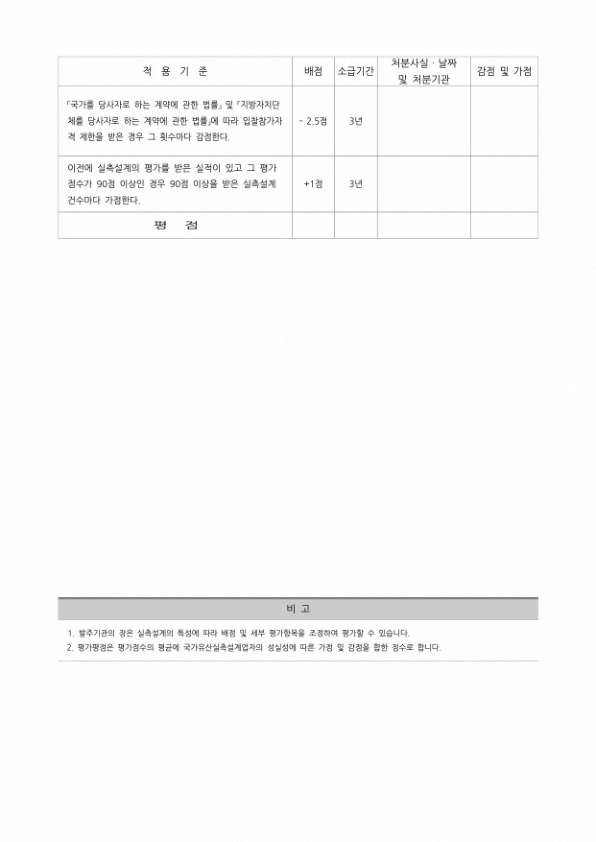 적 용 기 준 배점 소급기간 처분사실 · 날짜 및 처분기관 감점 및 가점
「국가를 당사자로 하는 계약에 관한 법률」 및 「지방자치단
체를 당사자로 하는 계약에 관한 법률」에 따라 입찰참가자
격 제한을 받은 경우 그 횟수마다 감점한다.
- 2.5점 3년
이전에 실측설계의 평가를 받은 실적이 있고 그 평가
점수가 90점 이상인 경우 90점 이상을 받은 실측설계
건수마다 가점한다.
+1점 3년
평 점
비 고
1. 발주기관의 장은 실측설계의 특성에 따라 배점 및 세부 평가항목을 조정하여 평가할 수 있습니다.
2. 평가평점은 평가점수의 평균에 국가유산실측설계업자의 성실성에 따른 가점 및 감점을 합한 점수로 합니다.